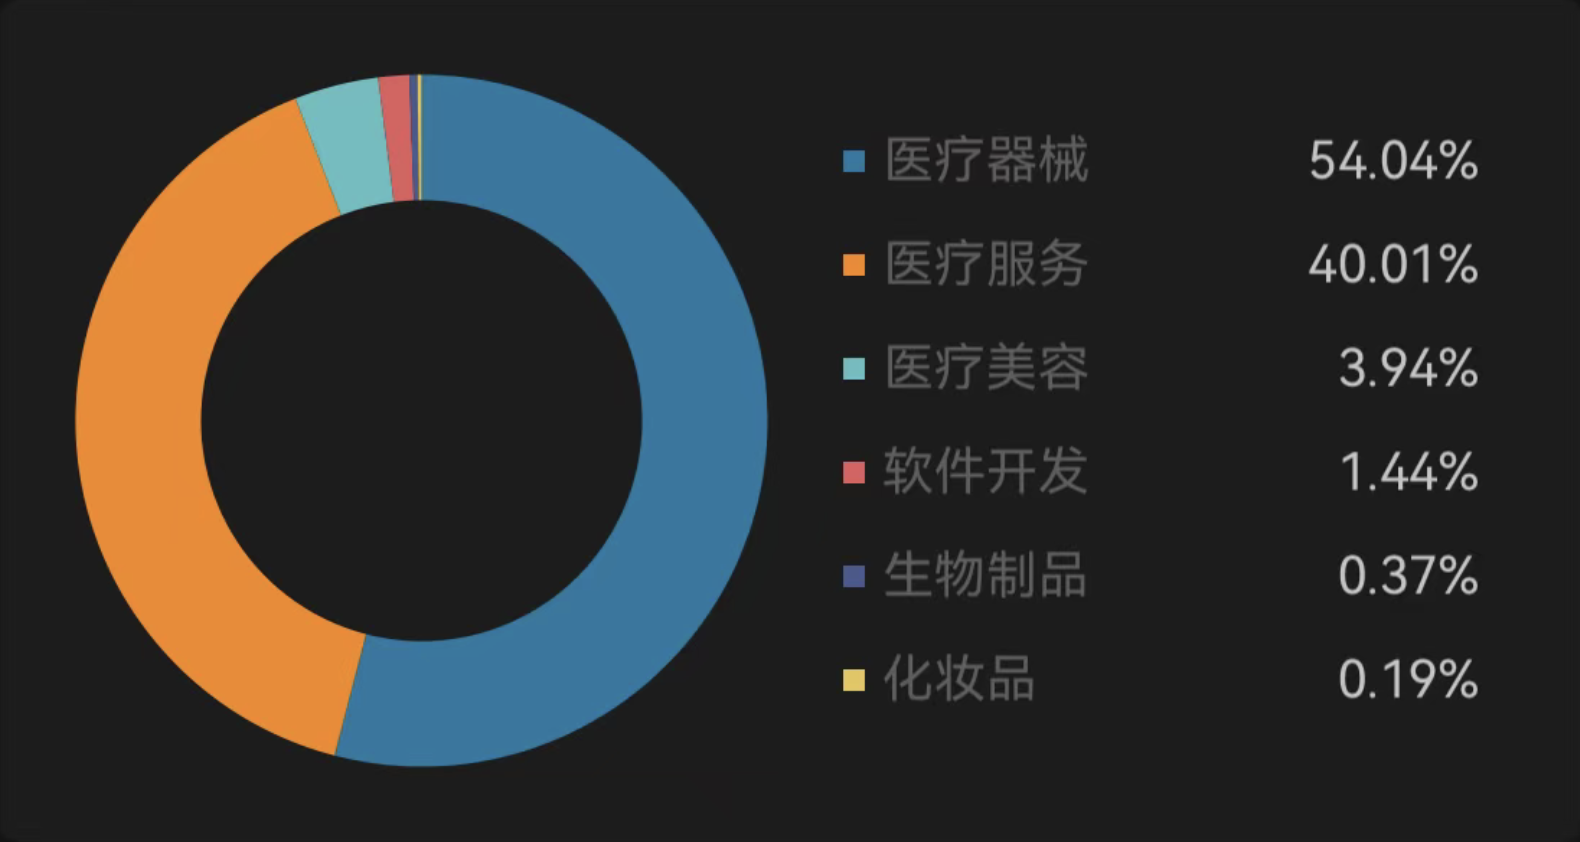 医疗器械 54.04%
医疗服务 40.01%
医疗美容 3.94%
软件开发 1.44%
生物制品 0.37%
化妆品 0.19%